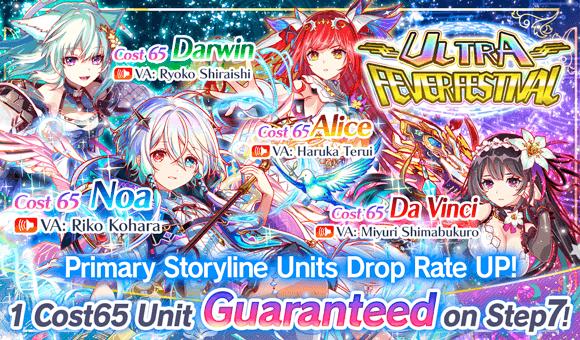 Cost 65 Darwin
VA: Ryoko Shiraishi
ULTRA
FEVERFESTIVAL
Cost 65 Alice
VA: Haruka Terui
Cost 65 Noa
VA: Riko Kohara
Cost 65 Da Vinci
VA: Miyuri Shimabukuro
Primary Storyline Units Drop Rate UP!
1 Cost65 Unit Guaranteed on Step7!